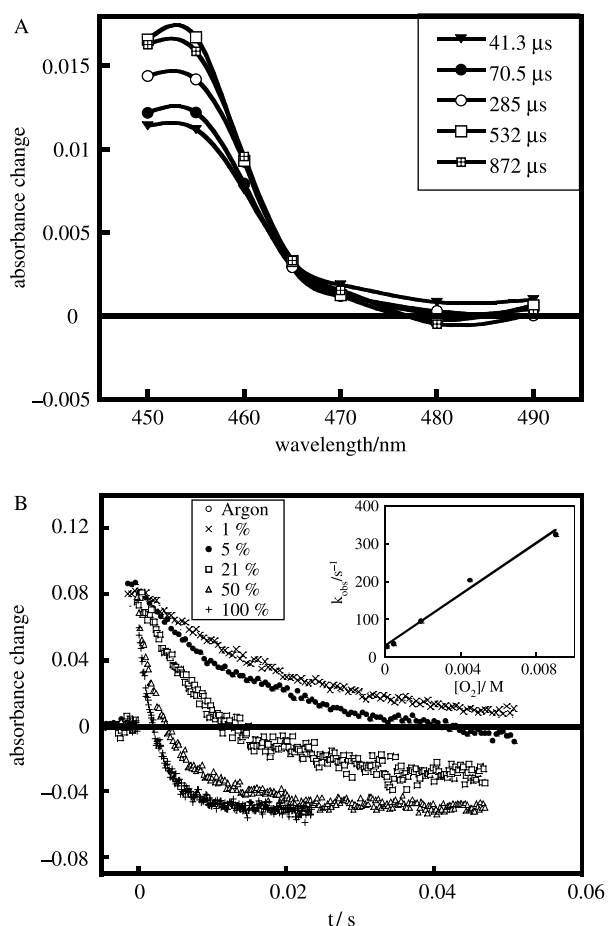 A
absorbance change
0.015
0.010
0.005
0
−0.005
41.3 μs
70.5 μs
285 μs
532 μs
872 μs
450 460 470 480 490
wavelength/nm
B
absorbance change
0.12
0.08
0.04
0
−0.04
−0.08
Argon
1 %
5 %
21 %
50 %
100 %
400
300
200
100
0
k_obs/s⁻¹
0 0.004 0.008
[O₂]/ M
0 0.02 0.04 0.06
t/ s